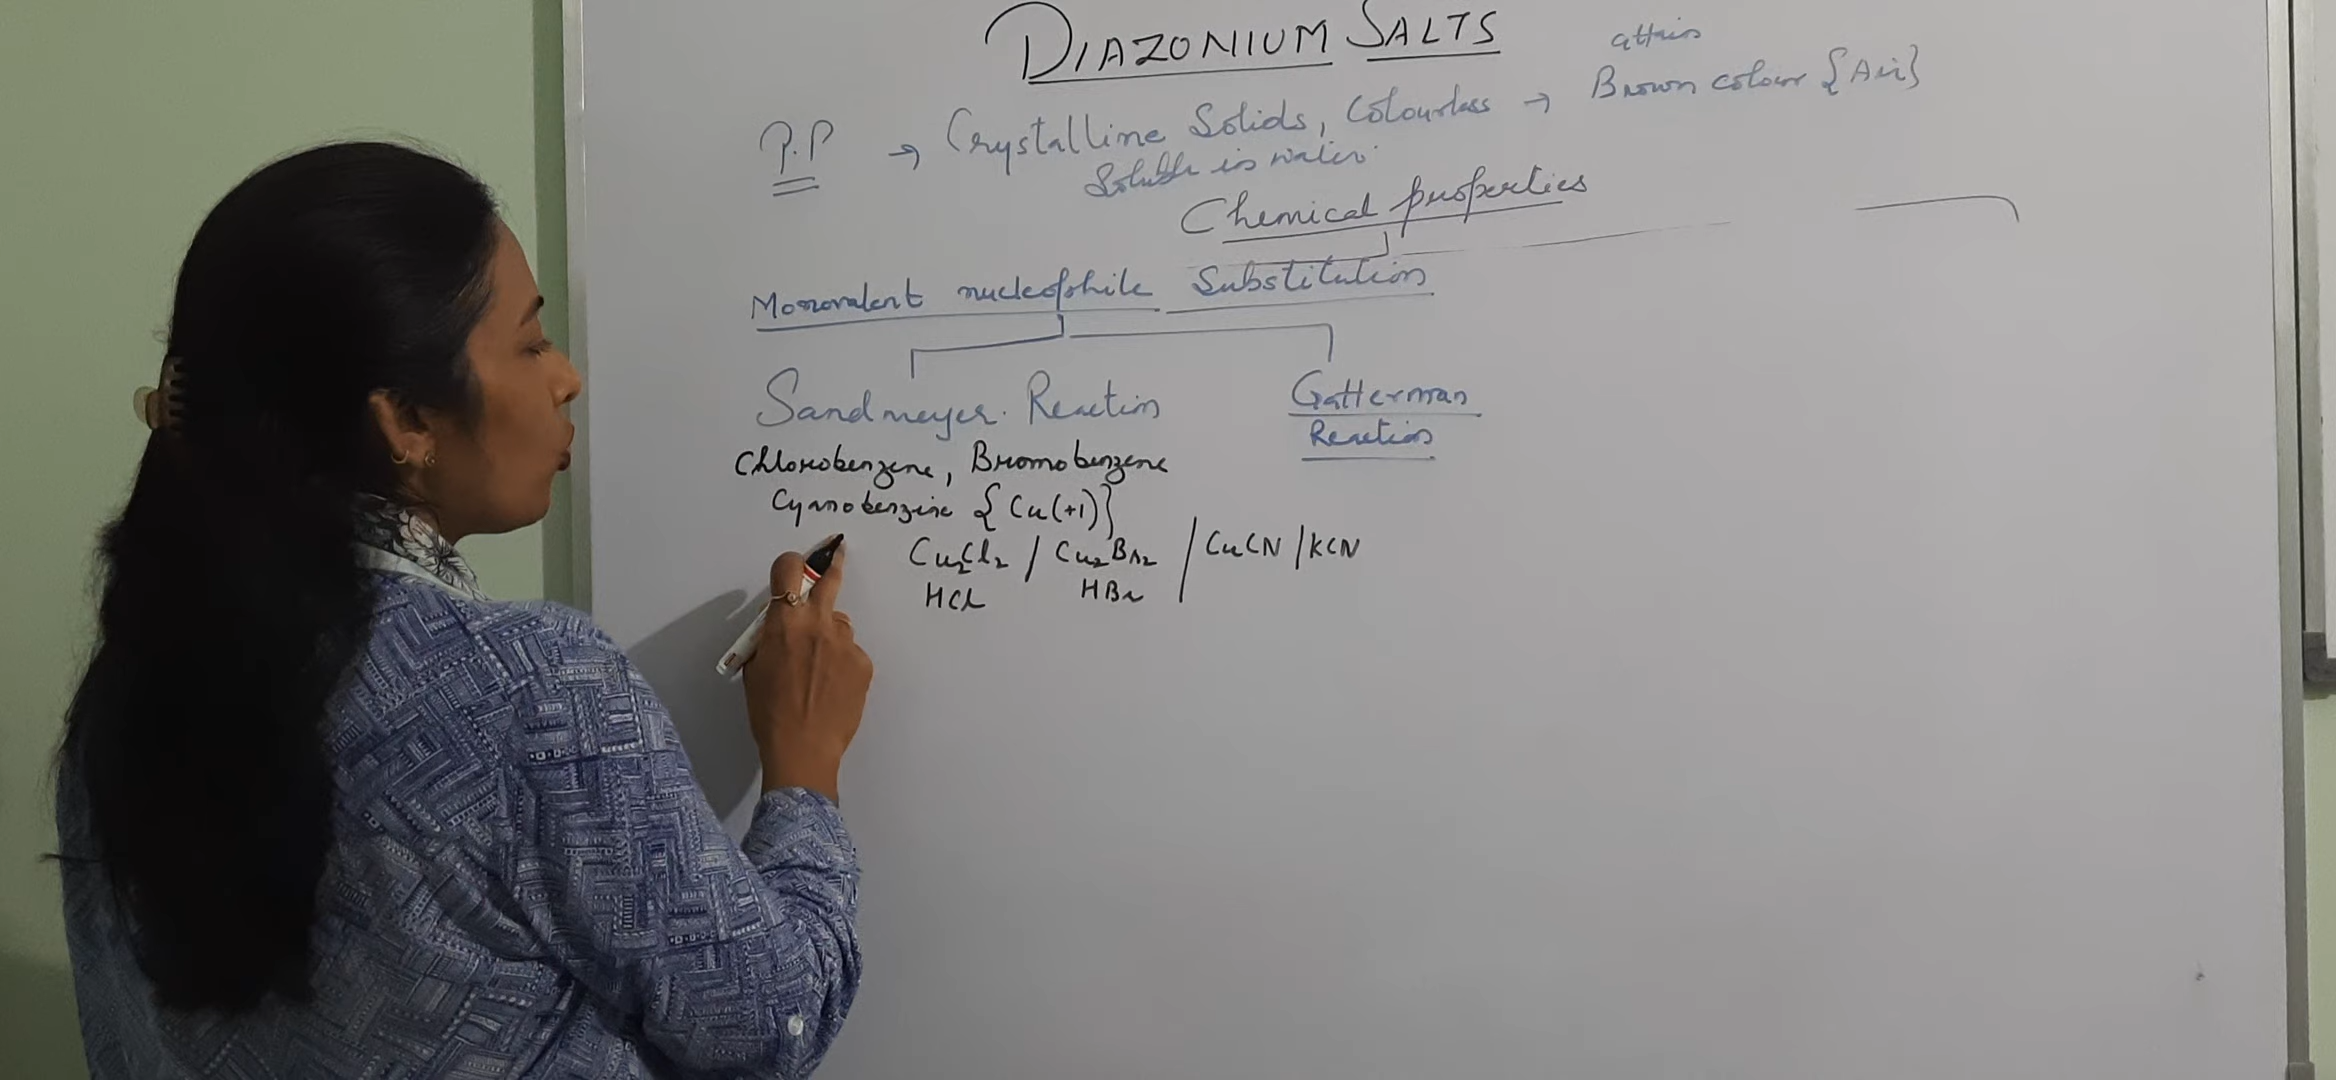 DIAZONIUM SALTS
attain
P.P → Crystalline Solids, Colourless → Brown colour {Air}
Soluble in water.
Chemical properties
Monovalent nucleophile Substitution
Sandmeyer. Reaction
Gatterman
Reaction
Chlorobenzene, Bromobenzene
Cyanobenzene {Cu(+1)}
Cu₂Cl₂ / Cu₂Br₂ / CuCN / KCN
HCl HBr